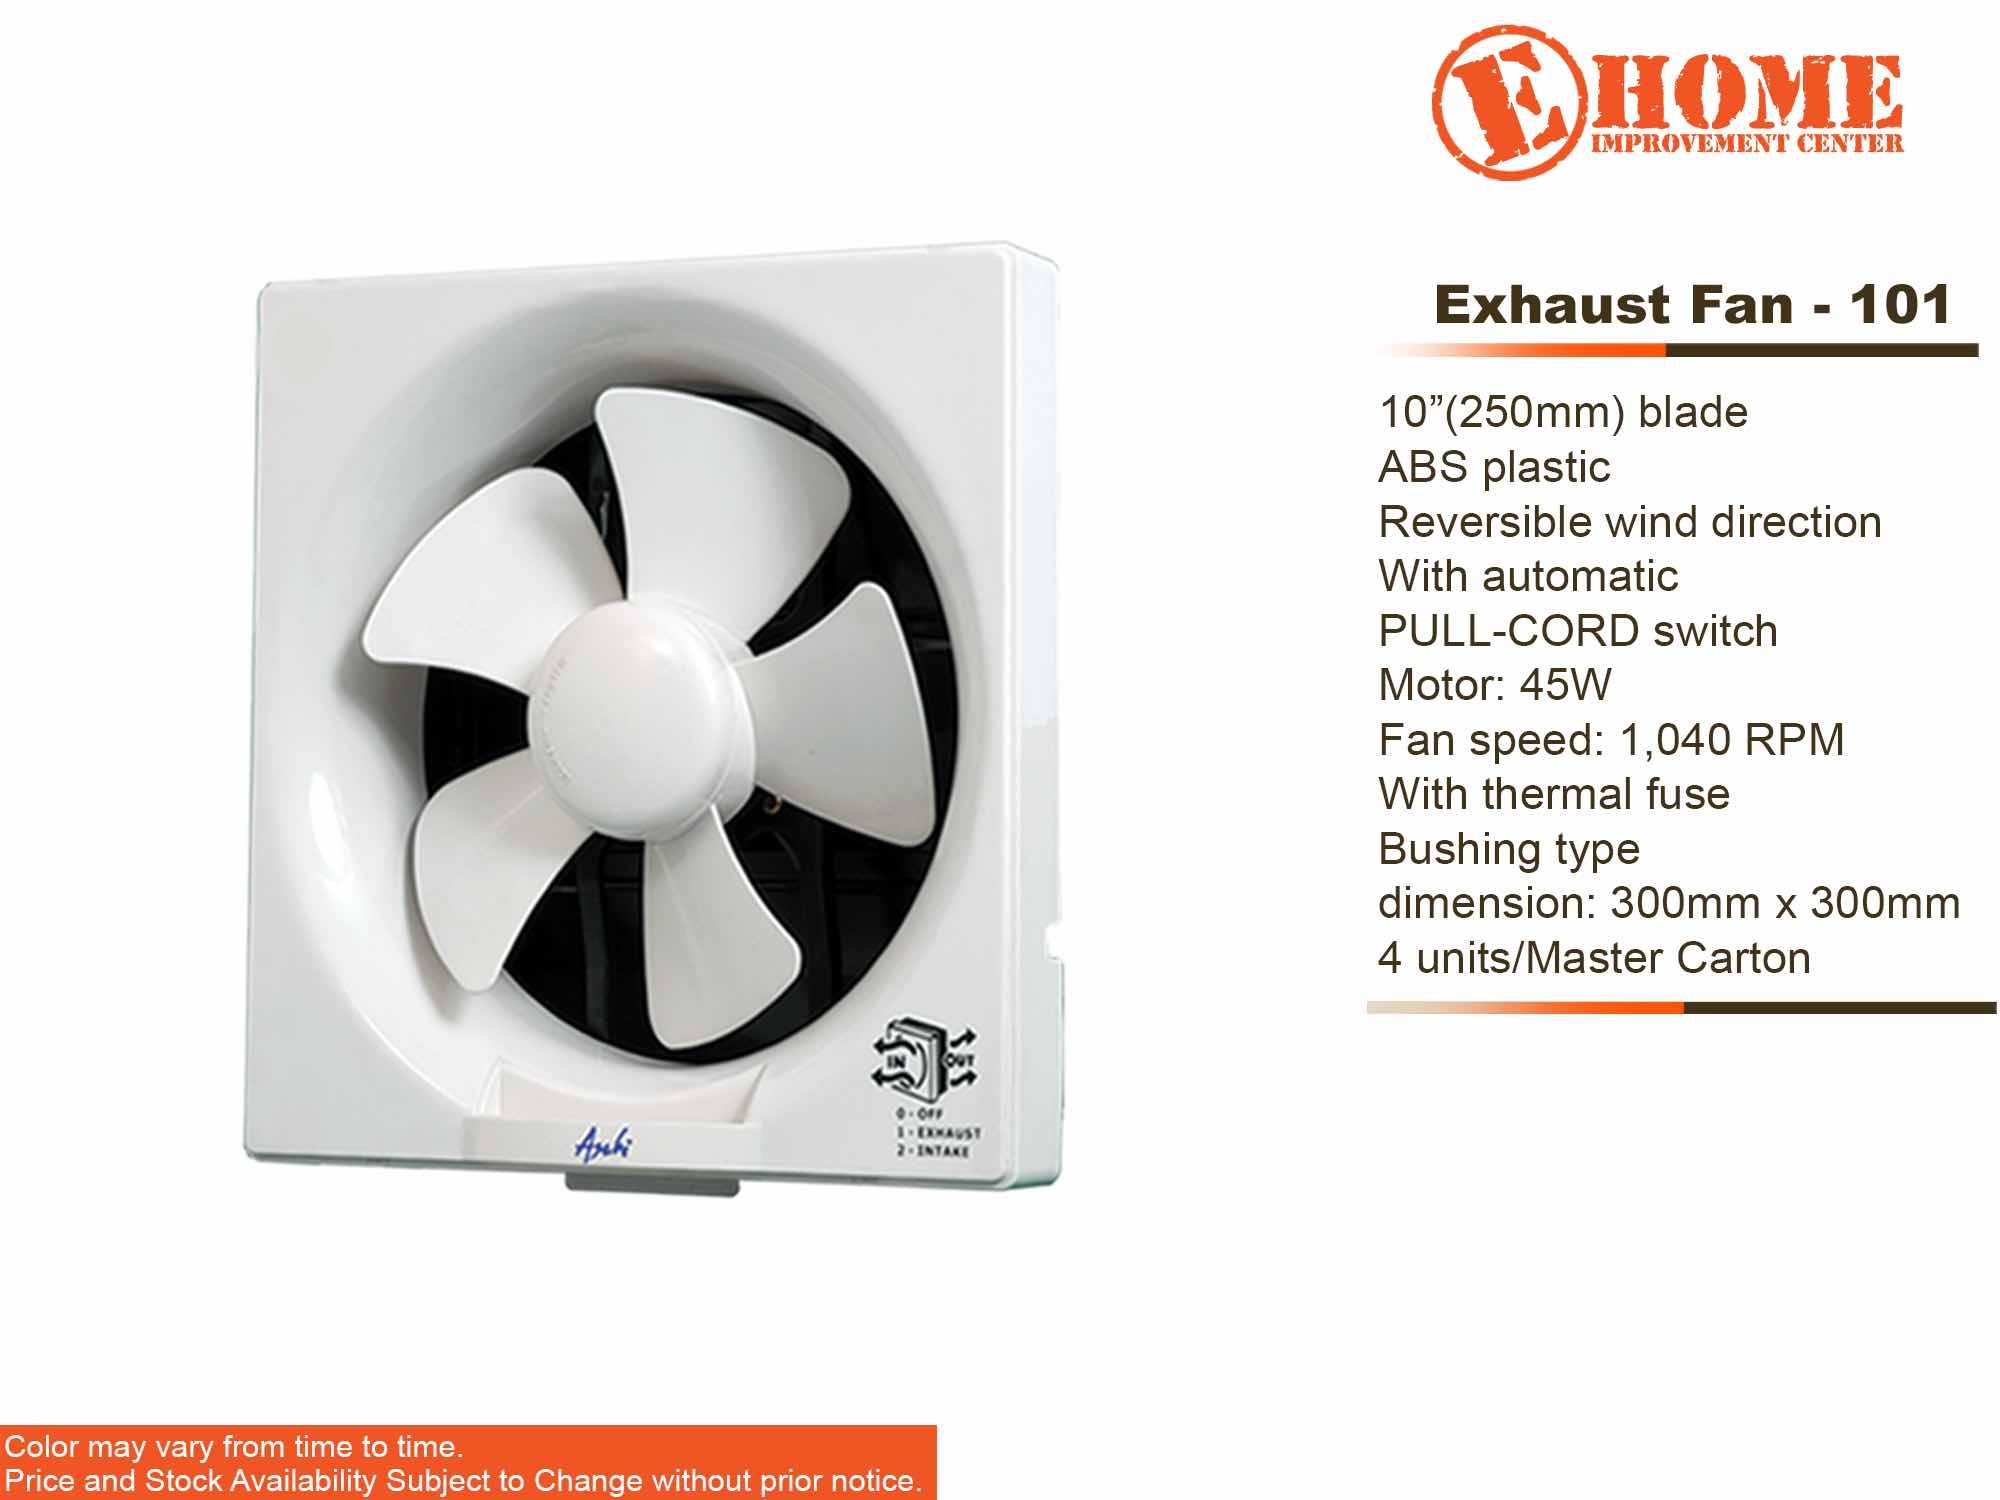 E HOME
IMPROVEMENT CENTER
Exhaust Fan - 101
10”(250mm) blade
ABS plastic
Reversible wind direction
With automatic
PULL-CORD switch
Motor: 45W
Fan speed: 1,040 RPM
With thermal fuse
Bushing type
dimension: 300mm x 300mm
4 units/Master Carton
IN OUT
0 - OFF
1 - EXHAUST
2 - INTAKE
Asahi
Color may vary from time to time.
Price and Stock Availability Subject to Change without prior notice.